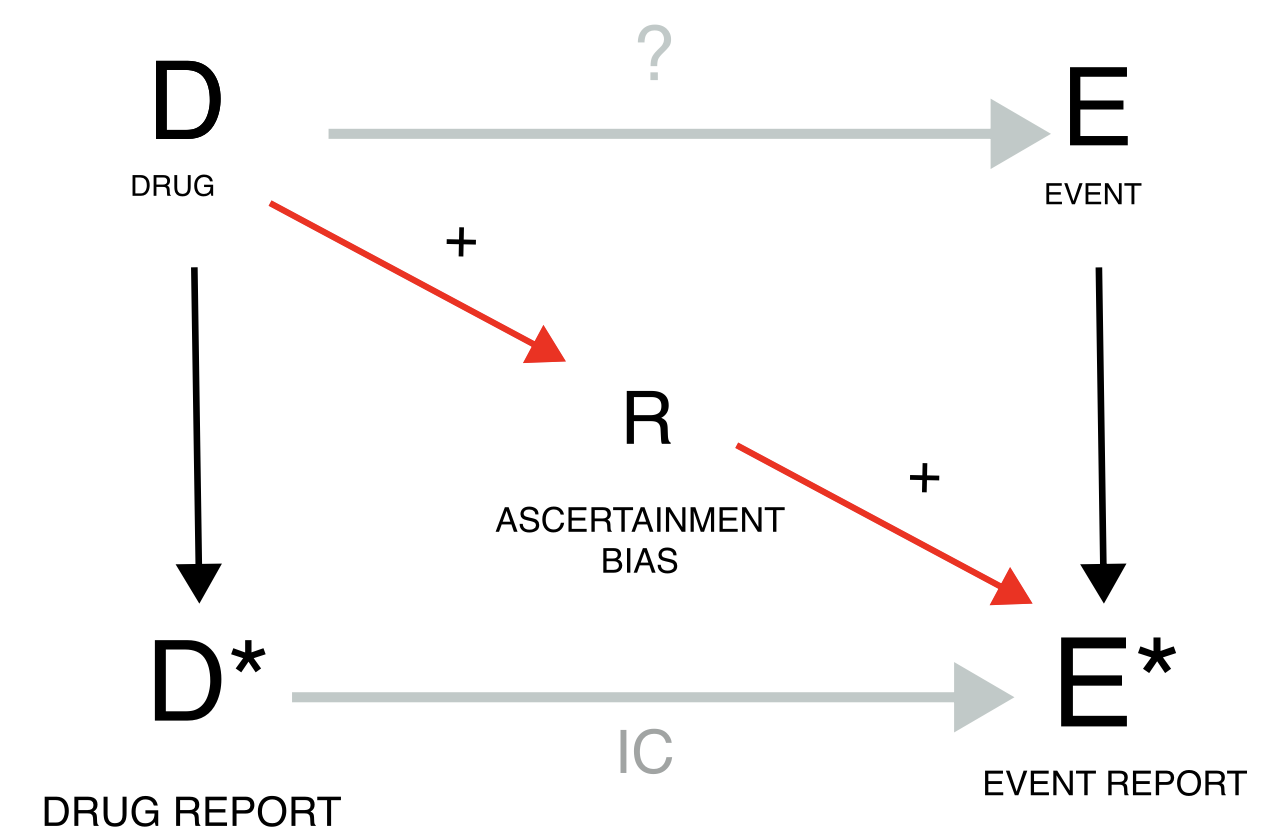 ?
D
E
DRUG
EVENT
+
R
+
ASCERTAINMENT
BIAS
D*
E*
IC
EVENT REPORT
DRUG REPORT